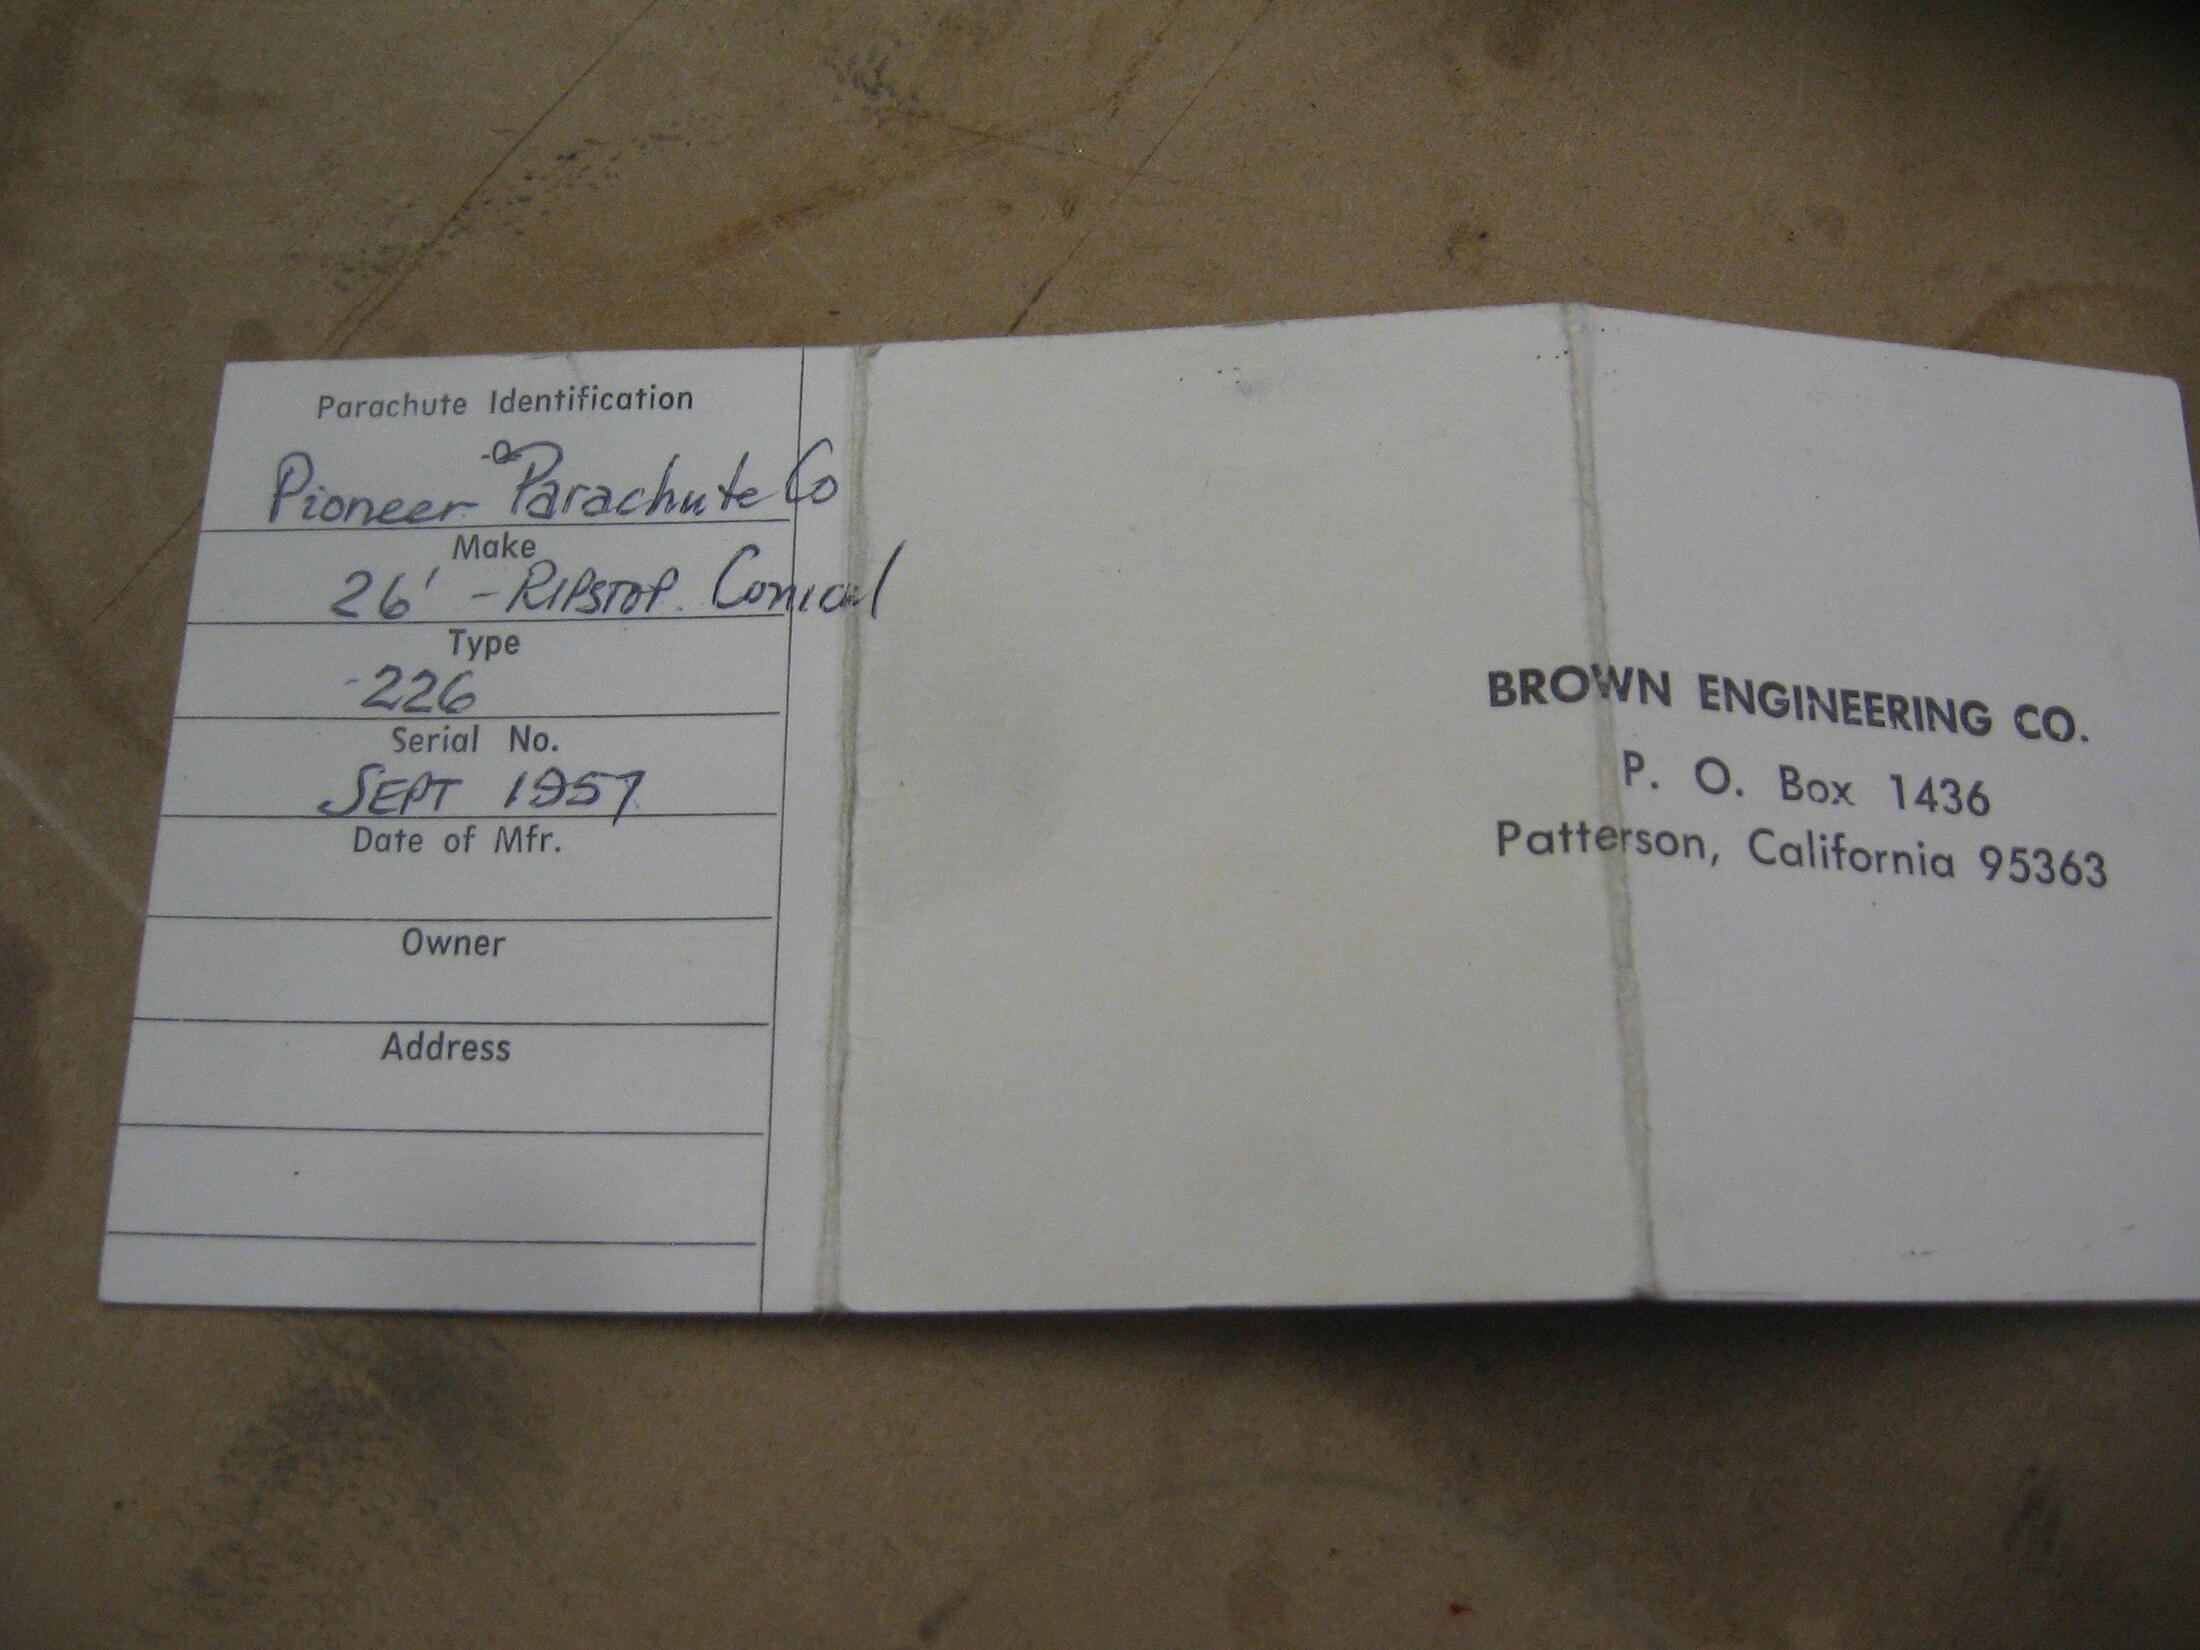 Parachute Identification
Pioneer Parachute Co
Make
26' - RIPSTOP. Conical
Type
226
Serial No.
SEPT 1957
Date of Mfr.
Owner
Address
BROWN ENGINEERING CO.
P. O. Box 1436
Patterson, California 95363